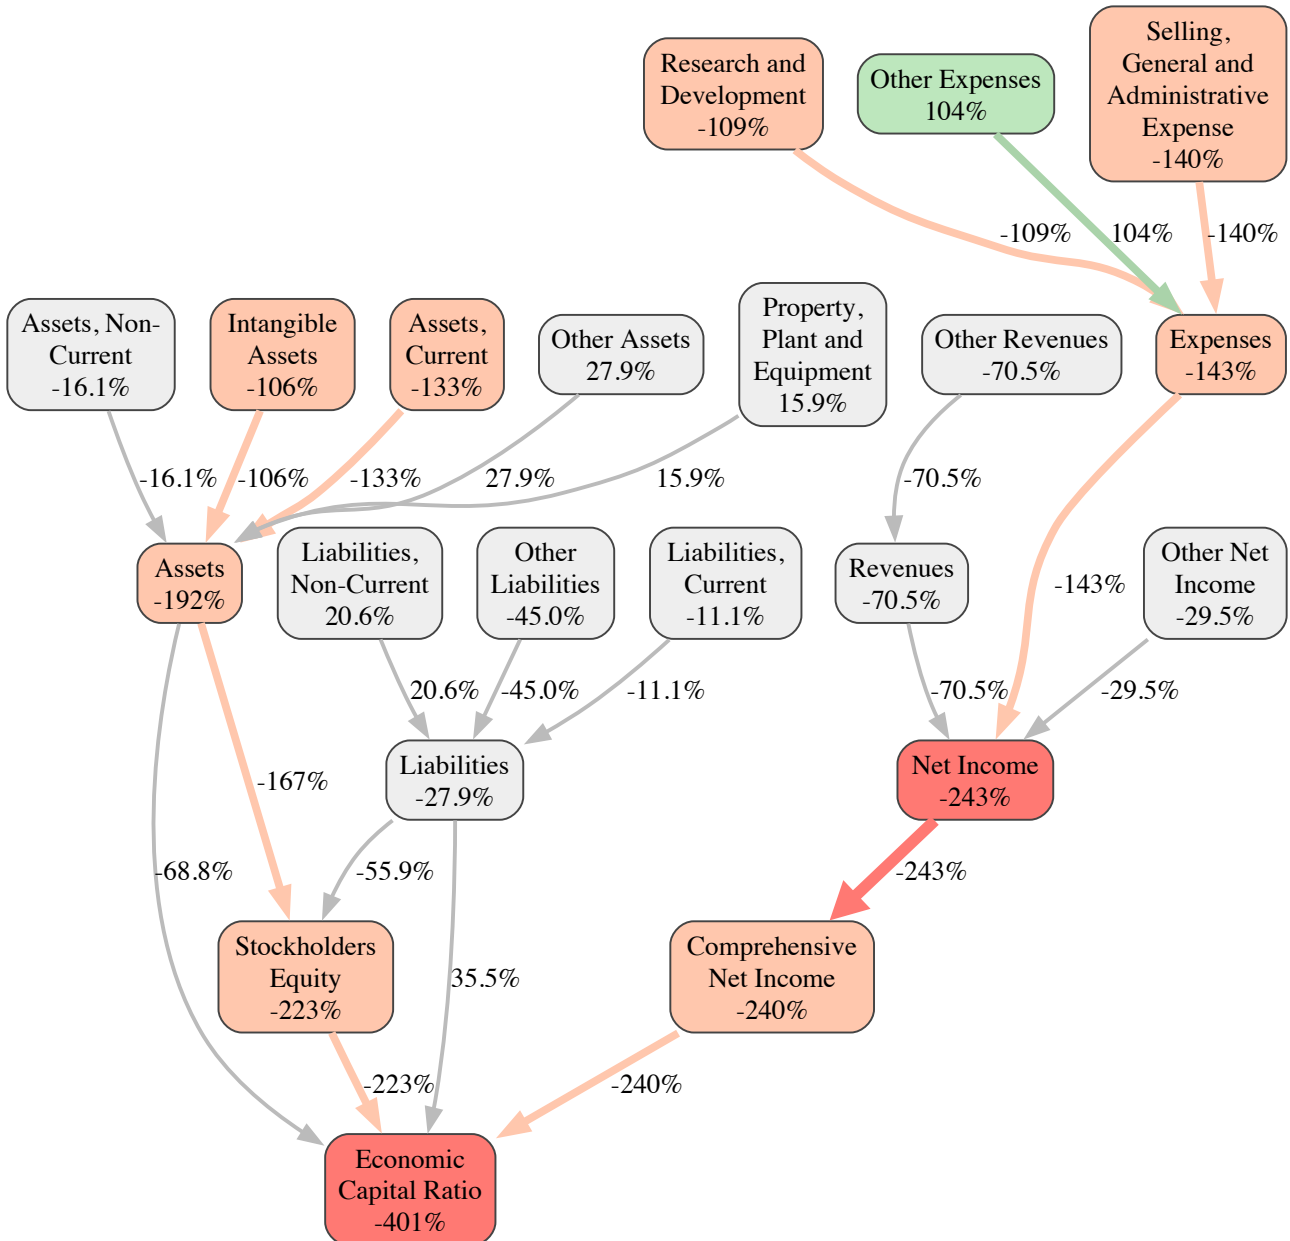 Research and
Development
-109%
Other Expenses
104%
Selling,
General and
Administrative
Expense
-140%
-109%
104%
-140%
Assets, Non-
Current
-16.1%
Intangible
Assets
-106%
Assets,
Current
-133%
Other Assets
27.9%
Property,
Plant and
Equipment
15.9%
Other Revenues
-70.5%
Expenses
-143%
-16.1%
-106%
-133%
27.9%
15.9%
-70.5%
Assets
-192%
Liabilities,
Non-Current
20.6%
Other
Liabilities
-45.0%
Liabilities,
Current
-11.1%
Revenues
-70.5%
-143%
Other Net
Income
-29.5%
20.6%
-45.0%
-11.1%
-70.5%
-29.5%
-167%
Liabilities
-27.9%
Net Income
-243%
-68.8%
-55.9%
-243%
Stockholders
Equity
-223%
35.5%
Comprehensive
Net Income
-240%
-223%
-240%
Economic
Capital Ratio
-401%